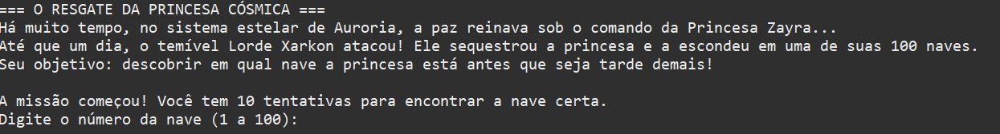 === O RESGATE DA PRINCESA CÓSMICA ===
Há muito tempo, no sistema estelar de Auroria, a paz reinava sob o comando da Princesa Zayra...
Até que um dia, o temível Lorde Xarkon atacou! Ele sequestrou a princesa e a escondeu em uma de suas 100 naves.
Seu objetivo: descobrir em qual nave a princesa está antes que seja tarde demais!
A missão começou! Você tem 10 tentativas para encontrar a nave certa.
Digite o número da nave (1 a 100):